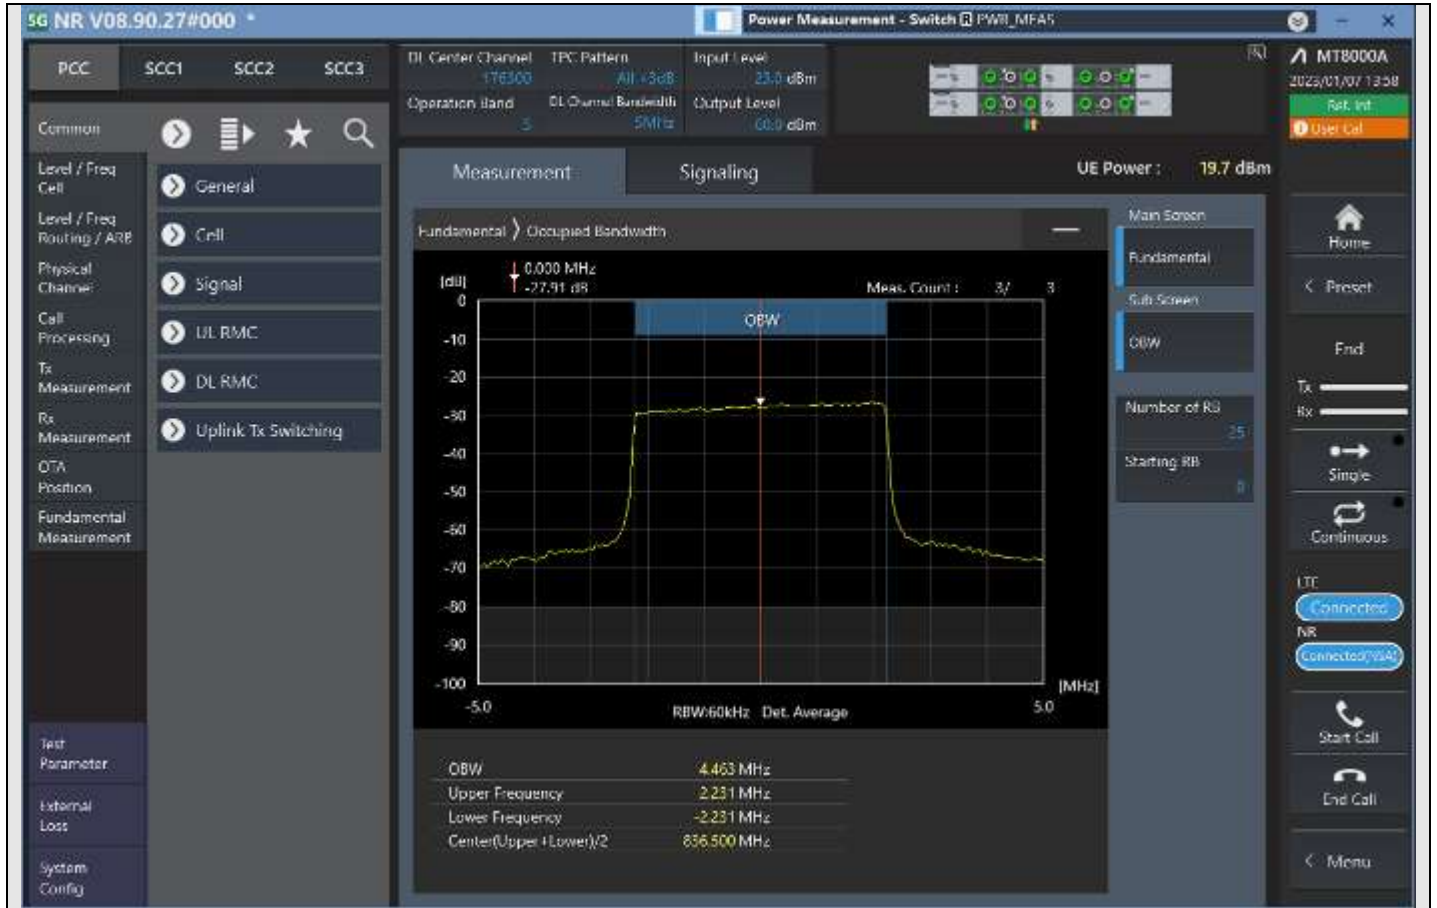 5G NR V08.90.27#000 *
Power Measurement - Switch PWR_MEAS
PCC
SCC1
SCC2
SCC3
DL Center Channel
176300
TPC Pattern
All +3dB
Input Level
25.0 dBm
Operation Band
5
DL Channel Bandwidth
5MHz
Output Level
dBm
MT8000A
2023/01/07 13:58
Ref. Int
User Cal
Common
Level / Freq
Cell
Level / Freq
Routing / ARB
Physical
Channel
Call
Processing
Tx
Measurement
Rx
Measurement
OTA
Position
Fundamental
Measurement
Test
Parameter
External
Loss
System
Config
General
Cell
Signal
UL RMC
DL RMC
Uplink Tx Switching
Measurement
Signaling
UE Power : 19.7 dBm
Fundamental
Occupied Bandwidth
[dB]
0.000 MHz
-27.91 dB
Meas. Count : 3/ 3
OBW
0
-10
-20
-30
-40
-50
-60
-70
-80
-90
-100
-5.0
RBW:60kHz Det. Average
5.0
[MHz]
OBW 4.463 MHz
Upper Frequency 2.231 MHz
Lower Frequency -2.231 MHz
Center(Upper+Lower)/2 836.500 MHz
Main Screen
Fundamental
Sub Screen
OBW
Number of RB
25
Starting RB
0
Home
Preset
End
Tx
Rx
Single
Continuous
LTE
Connected
NR
Connected(NSA)
Start Call
End Call
Menu